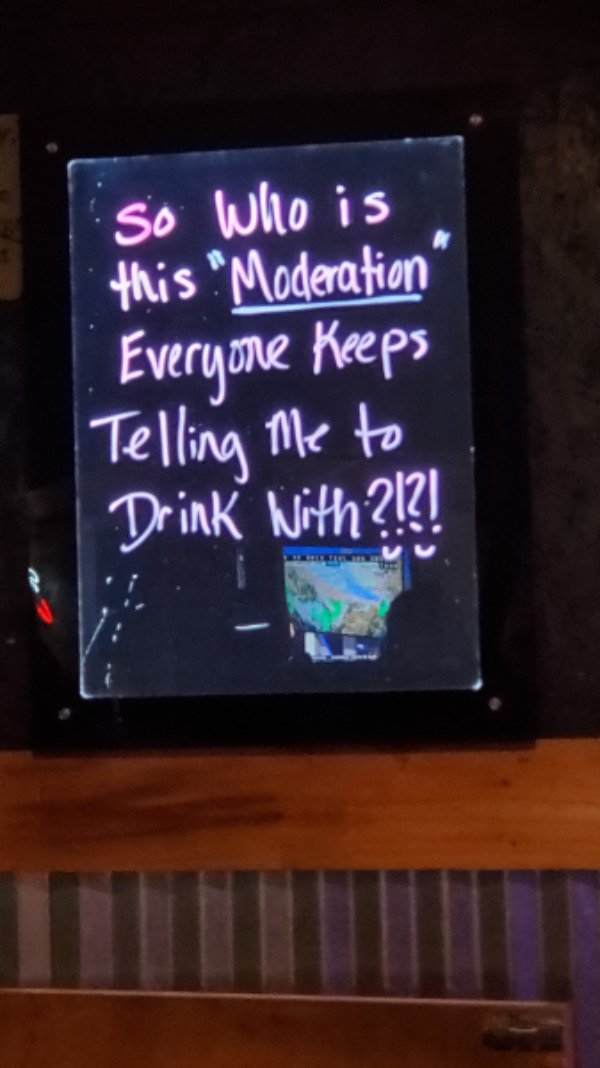 So Who is
this "Moderation"
Everyone Keeps
Telling Me to
Drink With?!?!